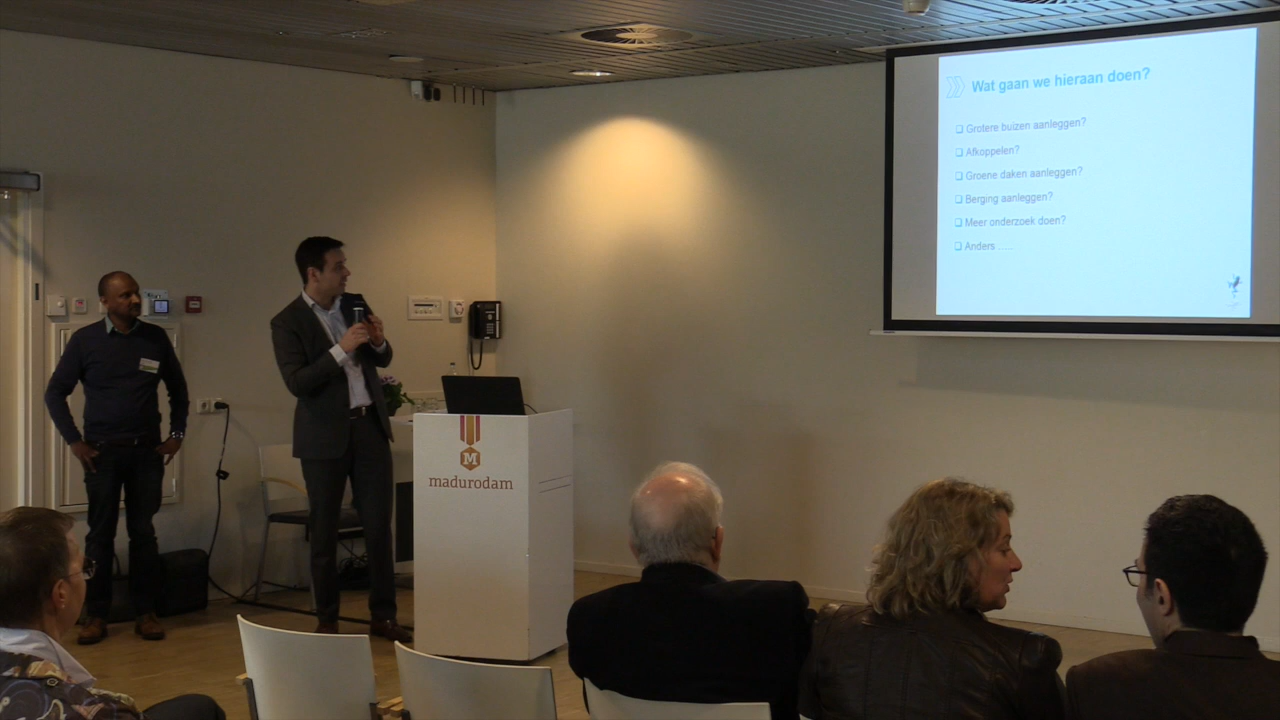 Wat gaan we hieraan doen?
❑ Grotere buizen aanleggen?
❑ Afkoppelen?
❑ Groene daken aanleggen?
❑ Berging aanleggen?
❑ Meer onderzoek doen?
❑ Anders .....
M
madurodam